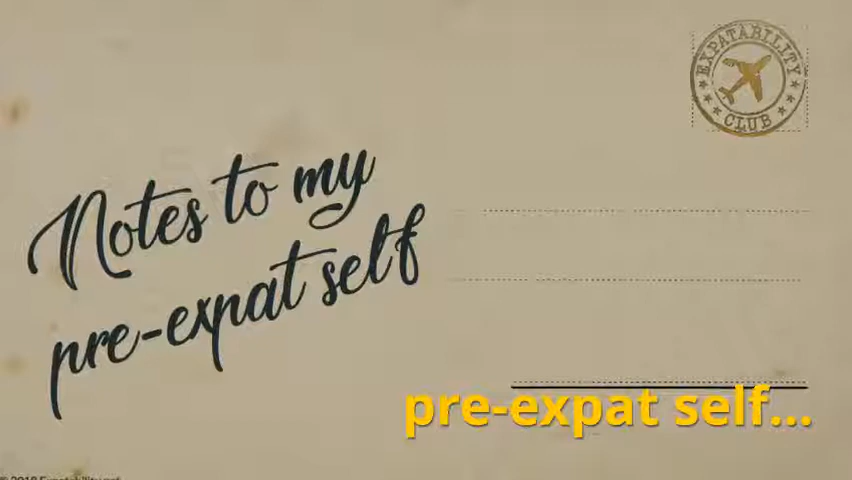 EXPATABILITY
CLUB
Notes to my
pre-expat self
pre-expat self...